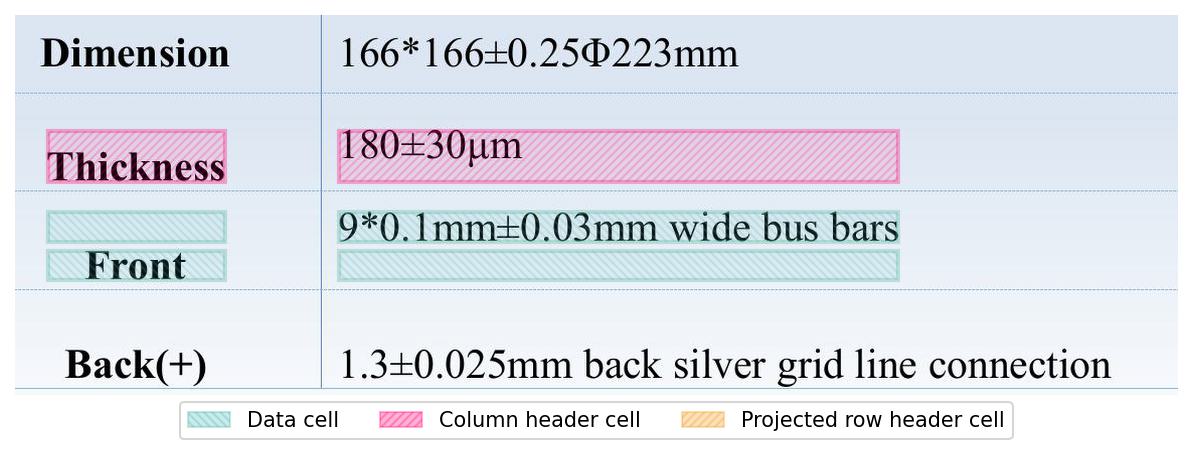 Dimension 166*166±0.25Φ223mm
Thickness 180±30μm
Front 9*0.1mm±0.03mm wide bus bars
Back(+) 1.3±0.025mm back silver grid line connection
Data cell Column header cell Projected row header cell